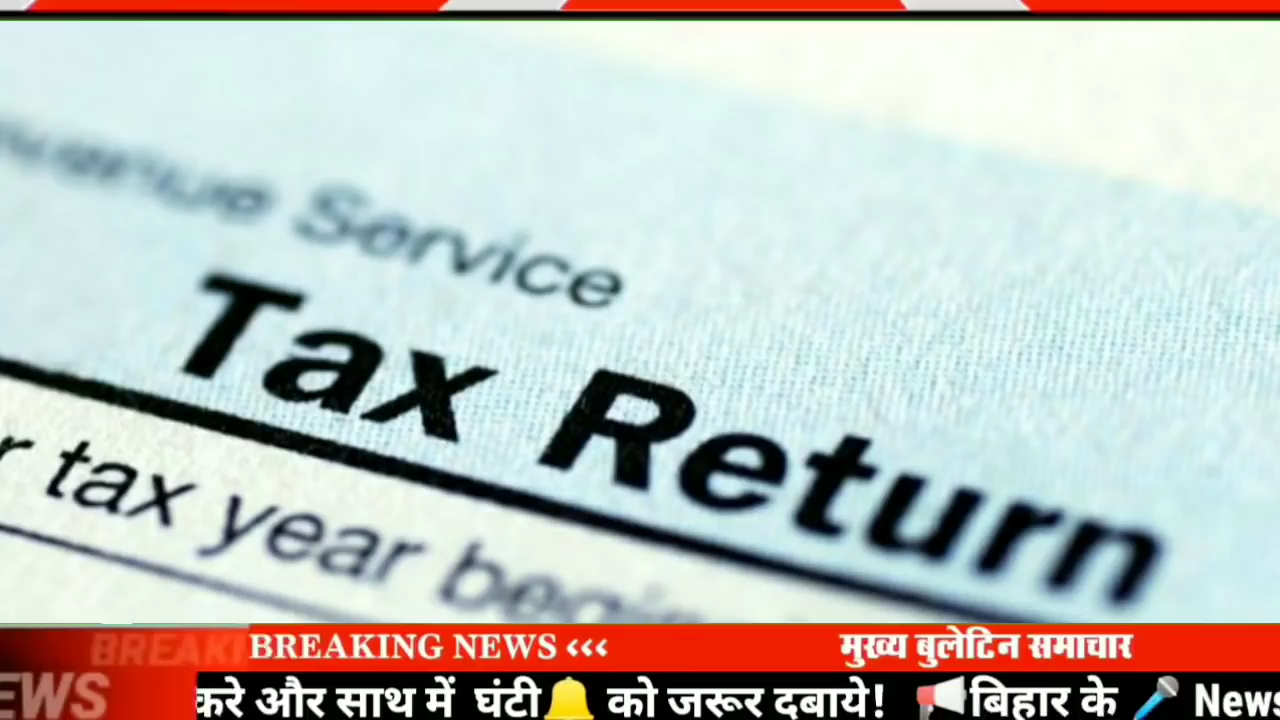 Service
Tax Return
tax year
BREAKING NEWS <<<
मुख्य बुलेटिन समाचार
करे और साथ में घंटी🔔 को जरूर दबाये! 📢बिहार के 🎤 News